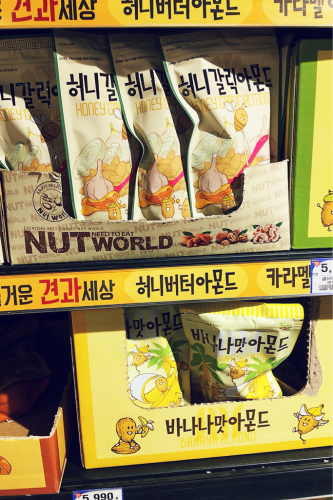 운 견과세상 허니버터아몬드 카라멜
허니갈릭아몬드
허니갈릭아몬드
허니갈릭아몬드
HONEY
NEED TO EAT
NUT WORLD
거운 견과세상 허니버터아몬드 카라멜
5,
바나나맛아몬드
바나나맛아몬드
바나나맛아몬드
BANANA ALMOND
5,990